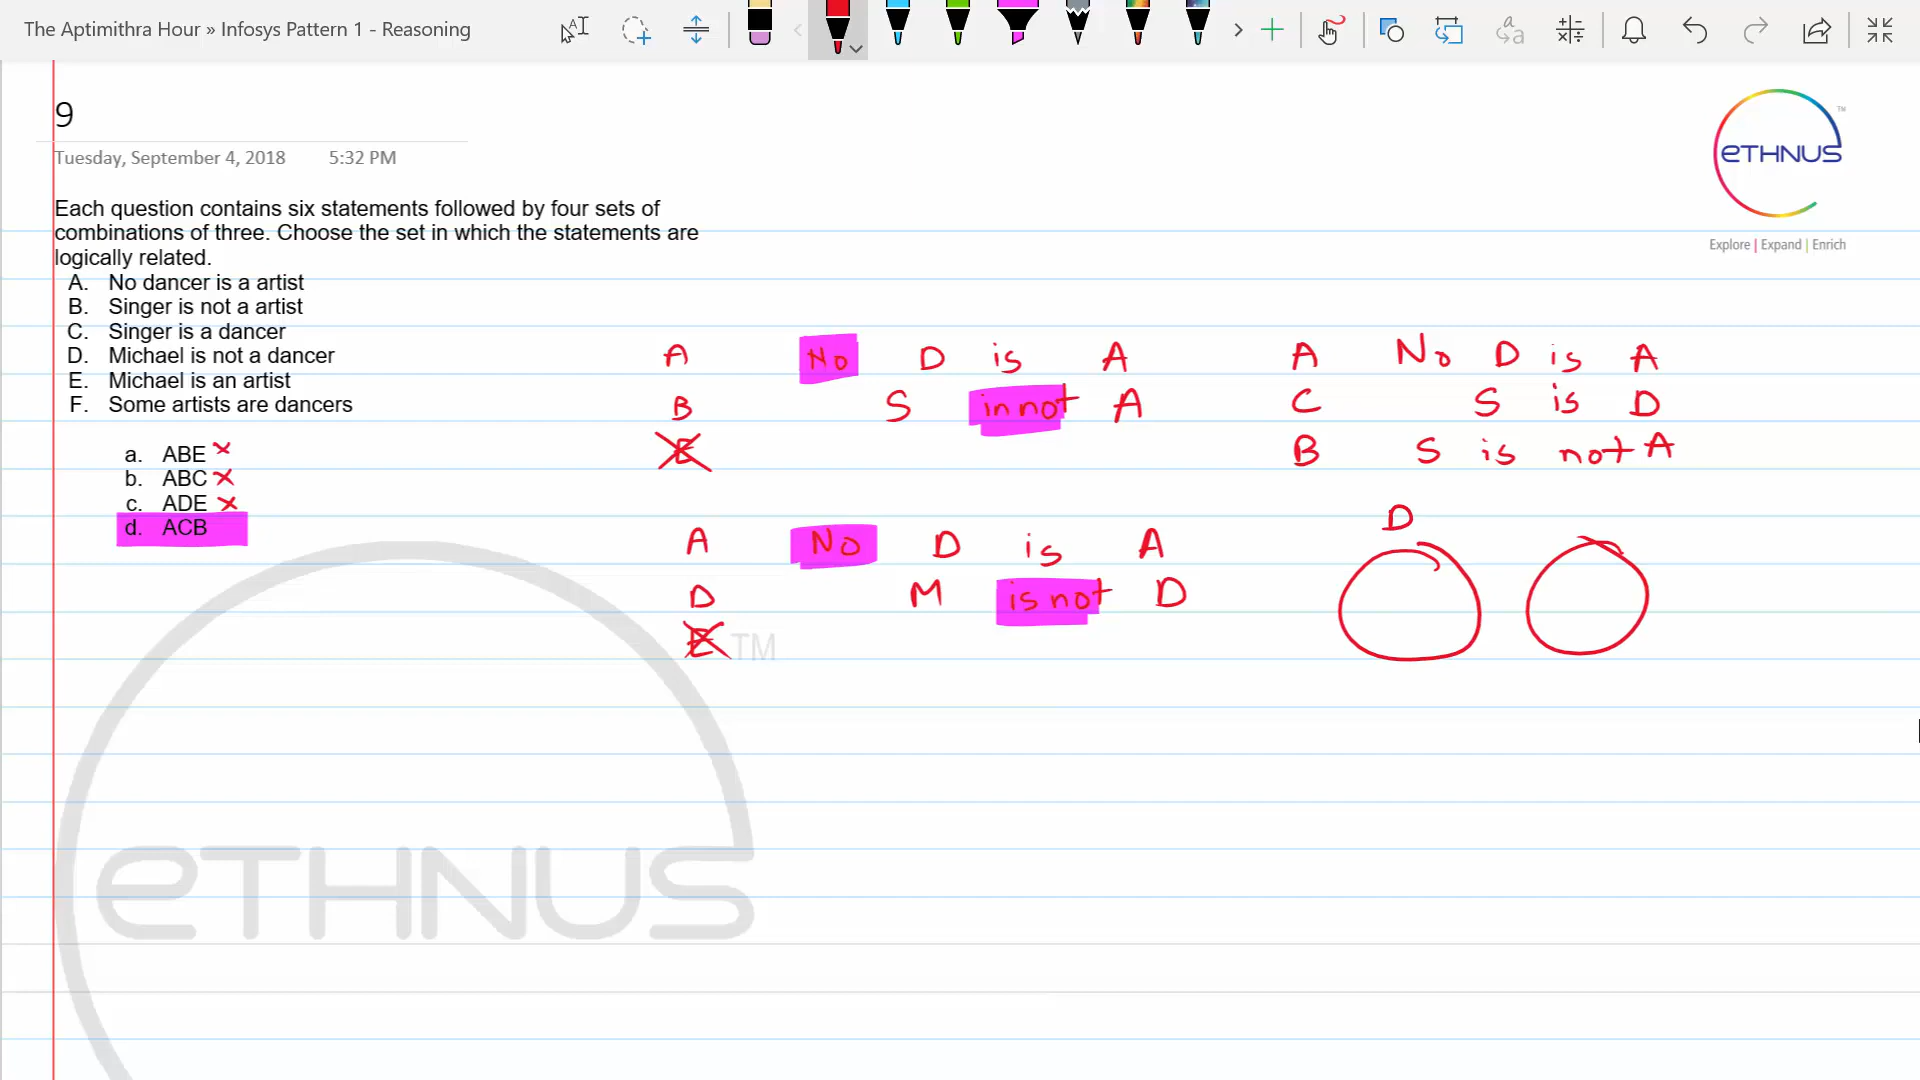 The Aptimithra Hour » Infosys Pattern 1 - Reasoning
9
Tuesday, September 4, 2018 5:32 PM
eTHNUS
TM
Explore | Expand | Enrich
Each question contains six statements followed by four sets of
combinations of three. Choose the set in which the statements are
logically related.
A. No dancer is a artist
B. Singer is not a artist
C. Singer is a dancer
D. Michael is not a dancer
E. Michael is an artist
F. Some artists are dancers
a. ABE ×
b. ABC ×
c. ADE ×
d. ACB
A No D is A
B S in not A
E
A No D is A
D M is not D
E
A No D is A
C S is D
B S is not A
D
TM
eTHNUS